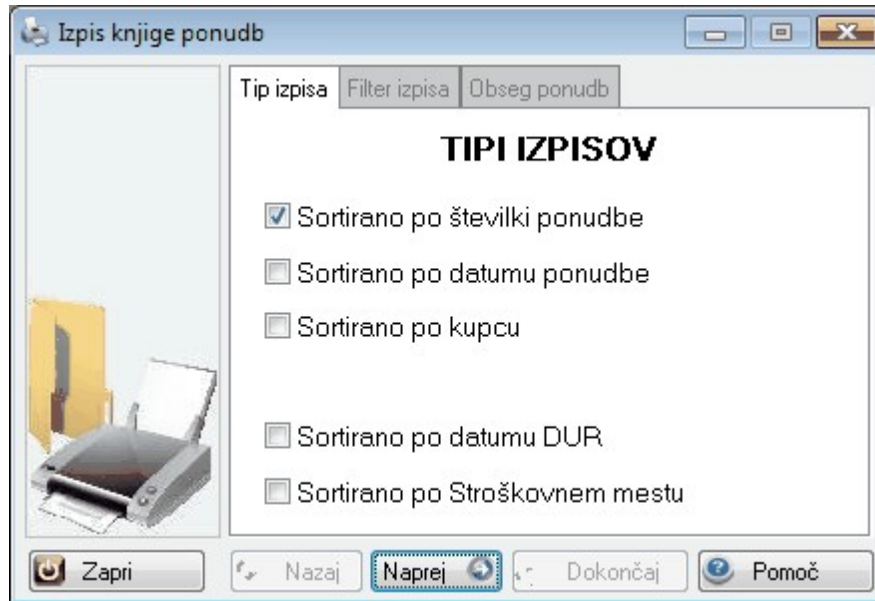 Izpis knjige ponudb
Tip izpisa Filter izpisa Obseg ponudb
TIPI IZPISOV
Sortirano po številki ponudbe
Sortirano po datumu ponudbe
Sortirano po kupcu
Sortirano po datumu DUR
Sortirano po Stroškovnem mestu
Zapri Nazaj Naprej Dokončaj Pomoč